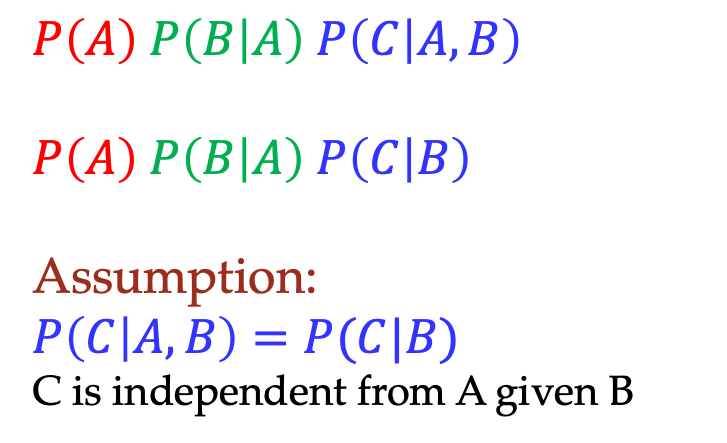 P(A) P(B|A) P(C|A, B)
P(A) P(B|A) P(C|B)
Assumption:
P(C|A, B) = P(C|B)
C is independent from A given B